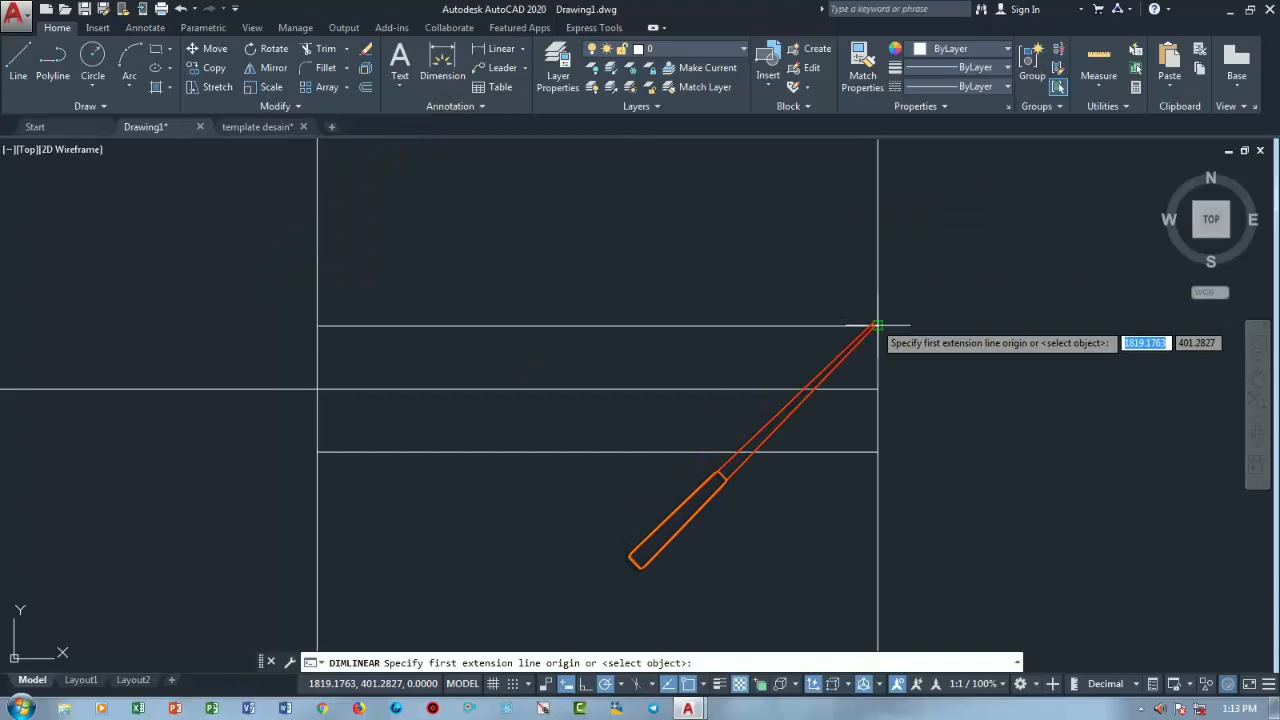 Autodesk AutoCAD 2020 Drawing1.dwg
Type a keyword or phrase
Sign In
Home Insert Annotate Parametric View Manage Output Add-ins Collaborate Express Tools Featured Apps
Line Polyline Circle Arc
Move Rotate Trim
Copy Mirror Fillet
Stretch Scale Array
Text Dimension
Linear
Leader
Table
Layer Properties
0
Make Current
Match Layer
Insert
Create
Edit
Match Properties
ByLayer
ByLayer
ByLayer
Group
Measure
Paste
Base
Draw Modify Annotation Layers Block Properties Groups Utilities Clipboard View
Start Drawing1* template desain*
[−][Top][2D Wireframe]
N
W TOP E
S
WCS
Specify first extension line origin or <select object>: 1819.1763 401.2827
Y
X
DIMLINEAR Specify first extension line origin or <select object>:
Model Layout1 Layout2 + 1819.1763, 401.2827, 0.0000 MODEL 1:1 / 100% Decimal
1:13 PM